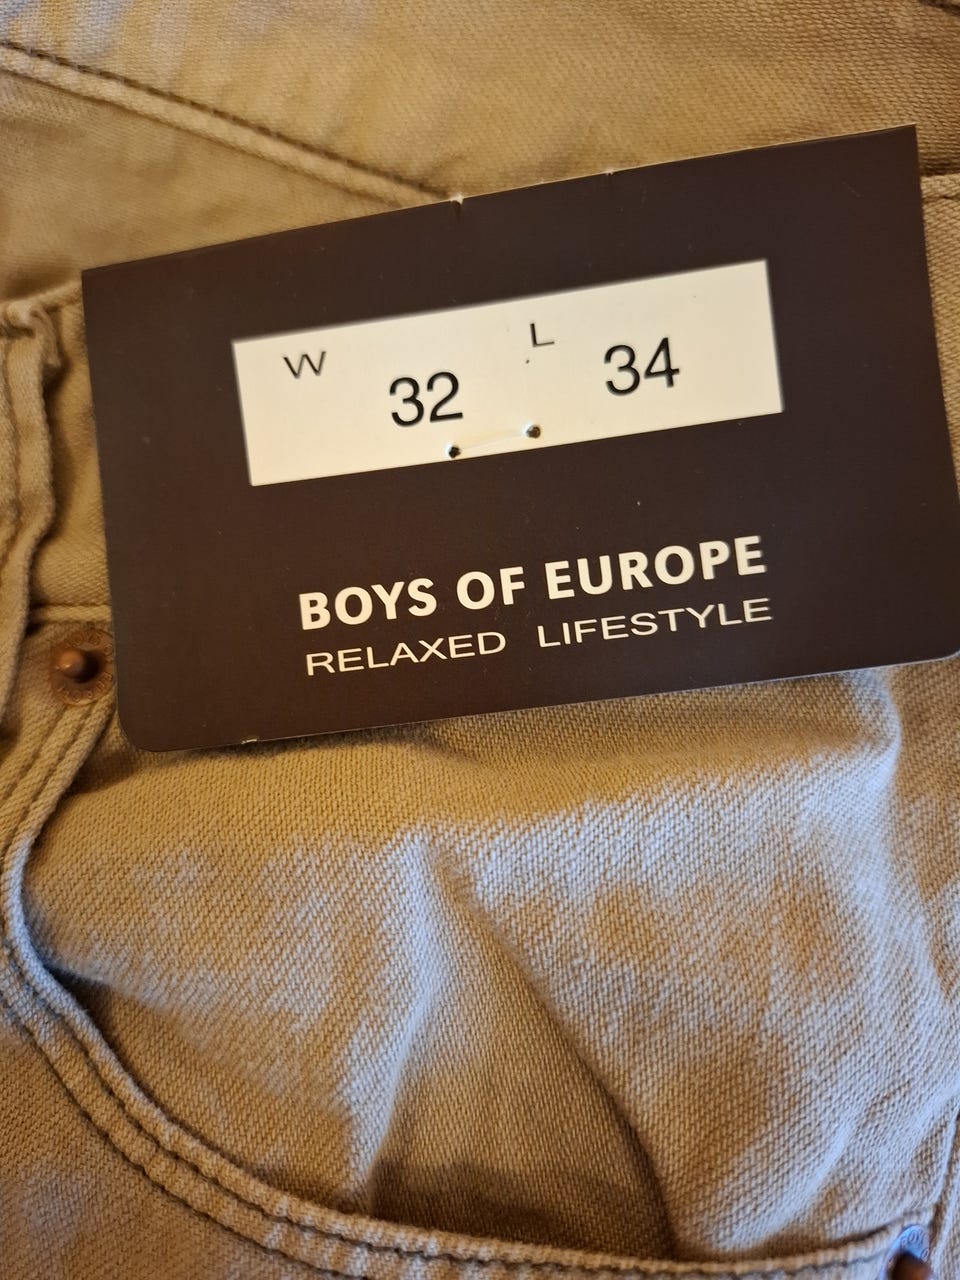 W L
32 34
BOYS OF EUROPE
RELAXED LIFESTYLE